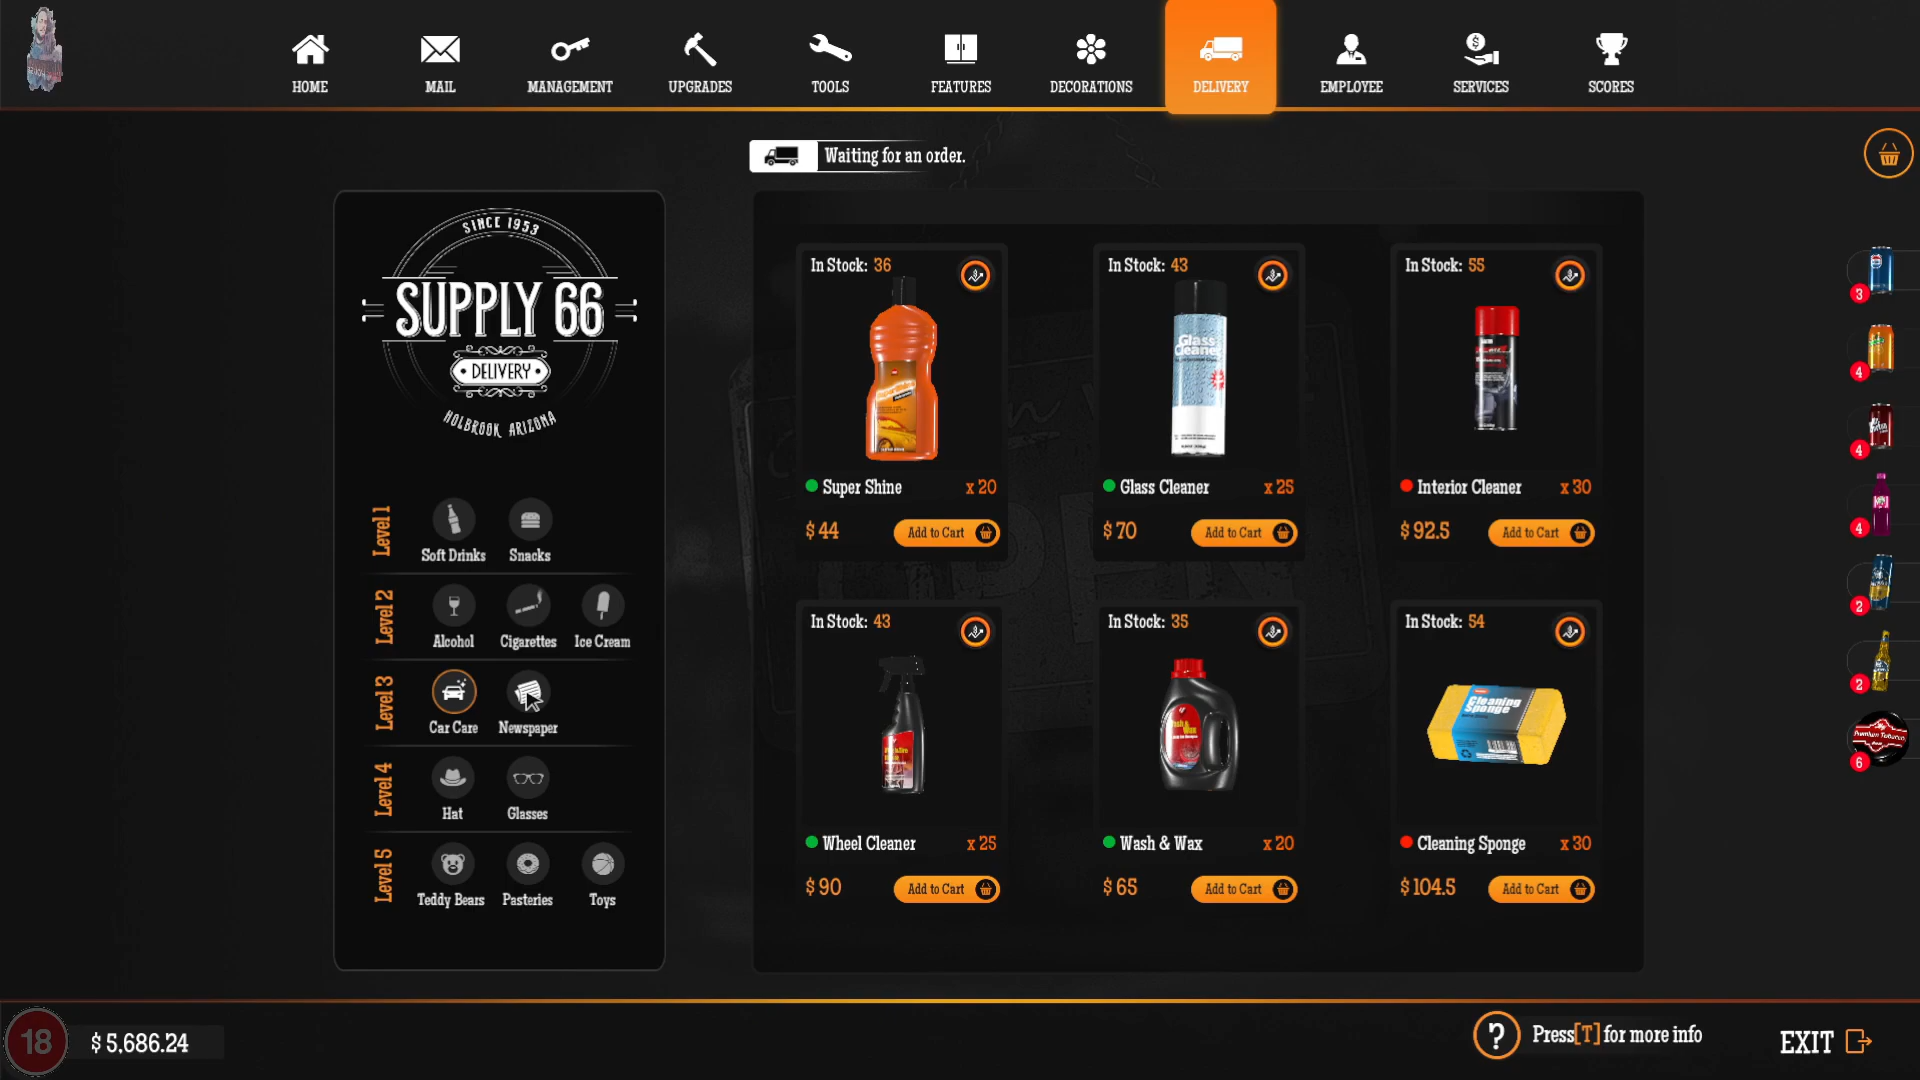 HOME
MAIL
MANAGEMENT
UPGRADES
TOOLS
FEATURES
DECORATIONS
DELIVERY
EMPLOYEE
SERVICES
SCORES
Waiting for an order.
SINCE 1953
SUPPLY 66
DELIVERY
HOLBROOK, ARIZONA
Level 1
Soft Drinks
Snacks
Level 2
Alcohol
Cigarettes
Ice Cream
Level 3
Car Care
Newspaper
Level 4
Hat
Glasses
Level 5
Teddy Bears
Pasteries
Toys
In Stock: 36
Super Shine x 20
$ 44 Add to Cart
In Stock: 43
Glass Cleaner
Glass Cleaner x 25
$ 70 Add to Cart
In Stock: 55
Interior Cleaner x 30
$ 92.5 Add to Cart
In Stock: 43
Wheel Cleaner x 25
$ 90 Add to Cart
In Stock: 35
Wash & Wax x 20
$ 65 Add to Cart
In Stock: 54
Cleaning
Sponge
Cleaning Sponge x 30
$ 104.5 Add to Cart
3
4
4
4
2
2
Premium Tobacco
6
18
$ 5,686.24
? Press[T] for more info
EXIT